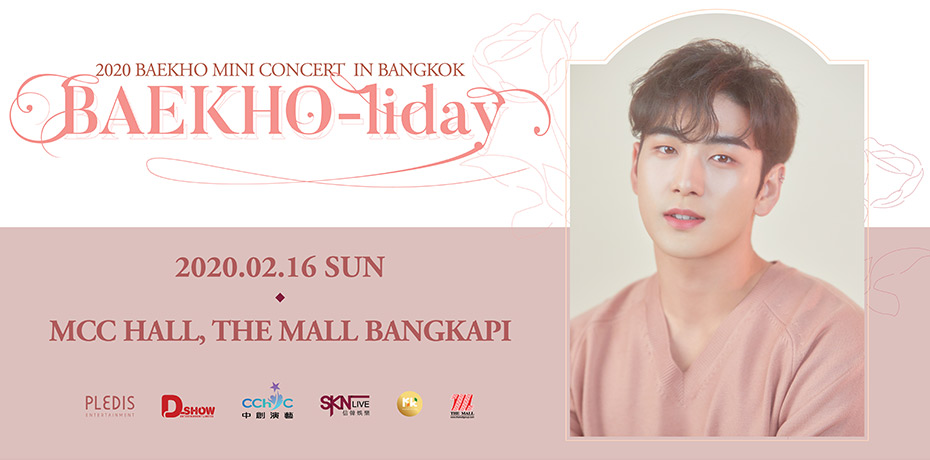 2020 BAEKHO MINI CONCERT IN BANGKOK
BAEKHO-liday
2020.02.16 SUN
MCC HALL, THE MALL BANGKAPI
PLEDIS
ENTERTAINMENT
D.SHOW
CCHYC
中創演藝
SKN LIVE
THE MALL